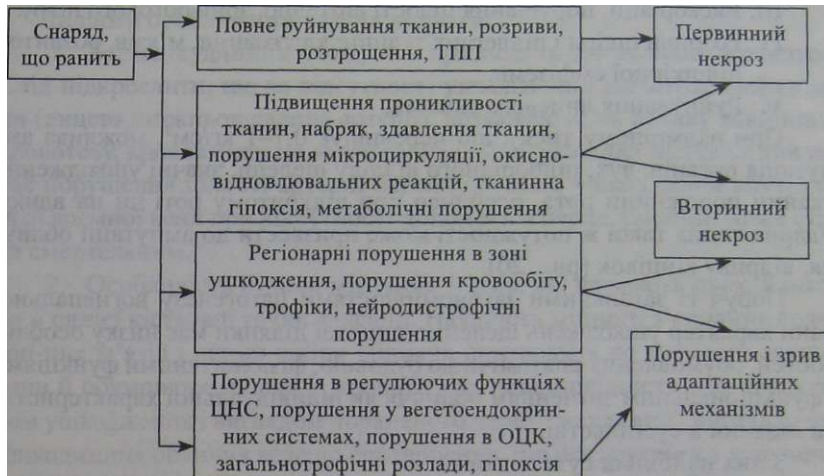 Снаряд,
що ранить
Повне руйнування тканин, розриви,
розтрощення, ТПП
Первинний
некроз
Підвищення проникливості
тканин, набряк, здавлення тканин,
порушення мікроциркуляції, окисно-
відновлювальних реакцій, тканинна
гіпоксія, метаболічні порушення
Вторинний
некроз
Регіонарні порушення в зоні
ушкодження, порушення кровообігу,
трофіки, нейродистрофічні
порушення
Порушення і зрив
адаптаційних
механізмів
Порушення в регулюючих функціях
ЦНС, порушення у вегетоендокрин-
нних системах, порушення в ОЦК,
загальнотрофічні розлади, гіпоксія